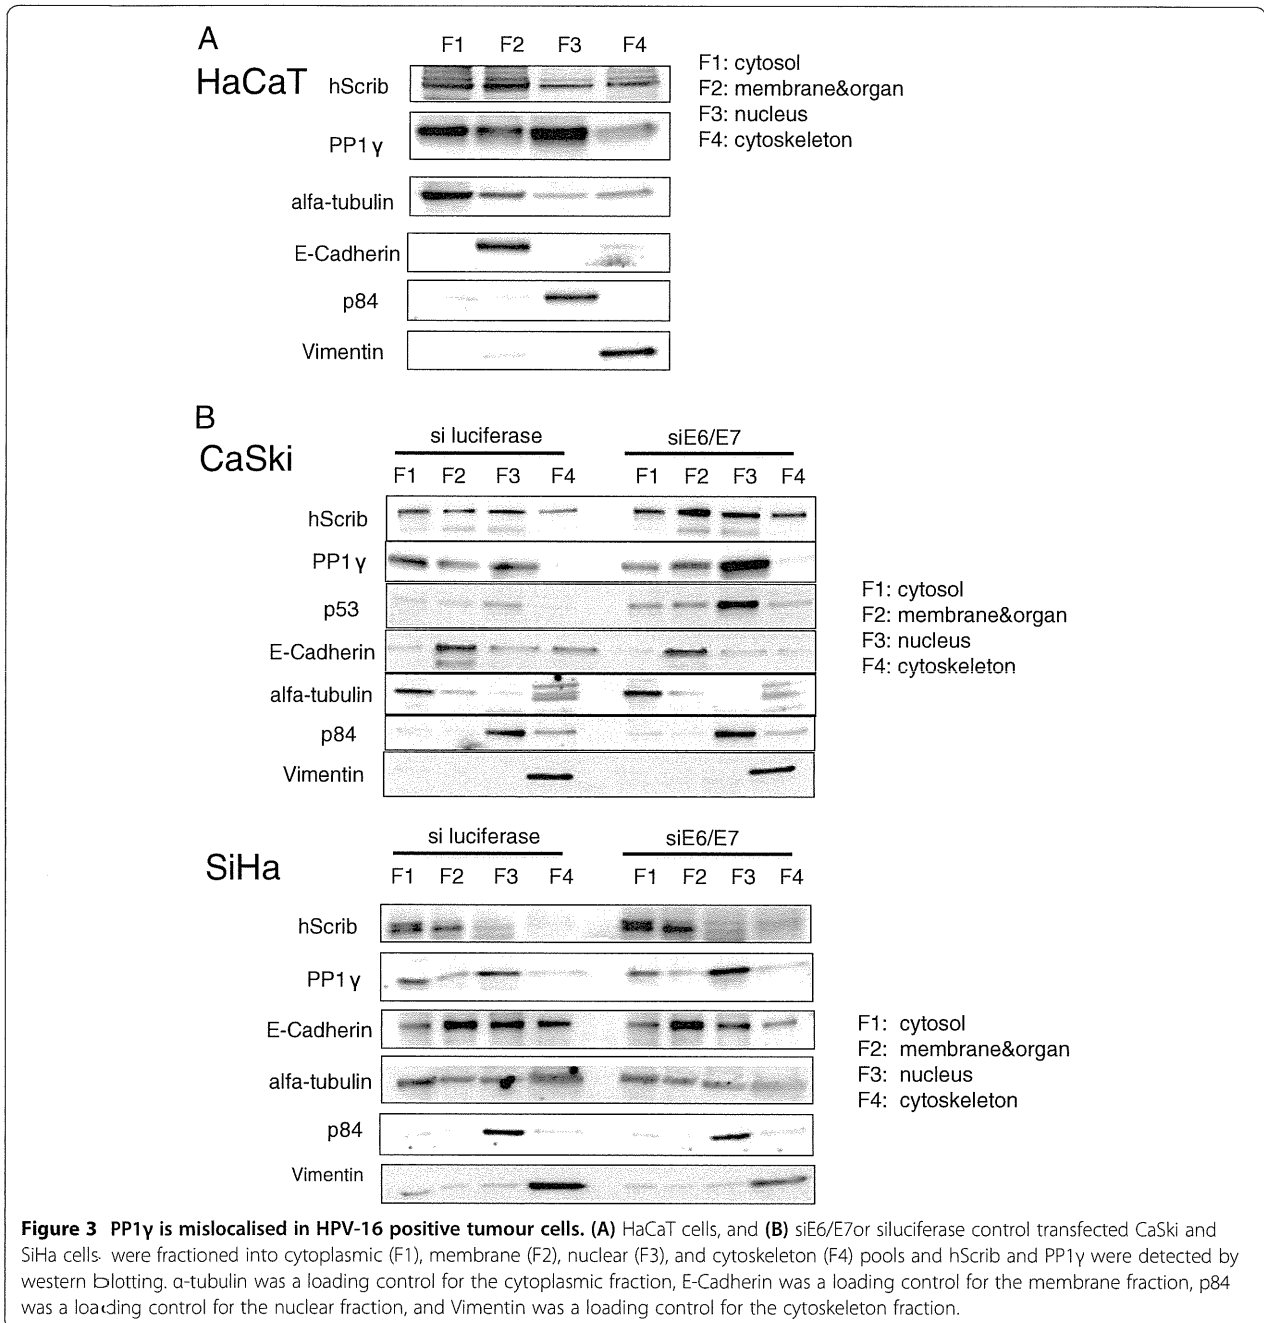 A
HaCaT
F1 F2 F3 F4
hScrib
PP1γ
alfa-tubulin
E-Cadherin
p84
Vimentin
F1: cytosol
F2: membrane&organ
F3: nucleus
F4: cytoskeleton
B
CaSki
si luciferase siE6/E7
F1 F2 F3 F4 F1 F2 F3 F4
hScrib
PP1γ
p53
E-Cadherin
alfa-tubulin
p84
Vimentin
F1: cytosol
F2: membrane&organ
F3: nucleus
F4: cytoskeleton
SiHa
si luciferase siE6/E7
F1 F2 F3 F4 F1 F2 F3 F4
hScrib
PP1γ
E-Cadherin
alfa-tubulin
p84
Vimentin
F1: cytosol
F2: membrane&organ
F3: nucleus
F4: cytoskeleton
Figure 3 PP1γ is mislocalised in HPV-16 positive tumour cells. (A) HaCaT cells, and (B) siE6/E7or siluciferase control transfected CaSki and
SiHa cells were fractioned into cytoplasmic (F1), membrane (F2), nuclear (F3), and cytoskeleton (F4) pools and hScrib and PP1γ were detected by
western blotting. α-tubulin was a loading control for the cytoplasmic fraction, E-Cadherin was a loading control for the membrane fraction, p84
was a loading control for the nuclear fraction, and Vimentin was a loading control for the cytoskeleton fraction.